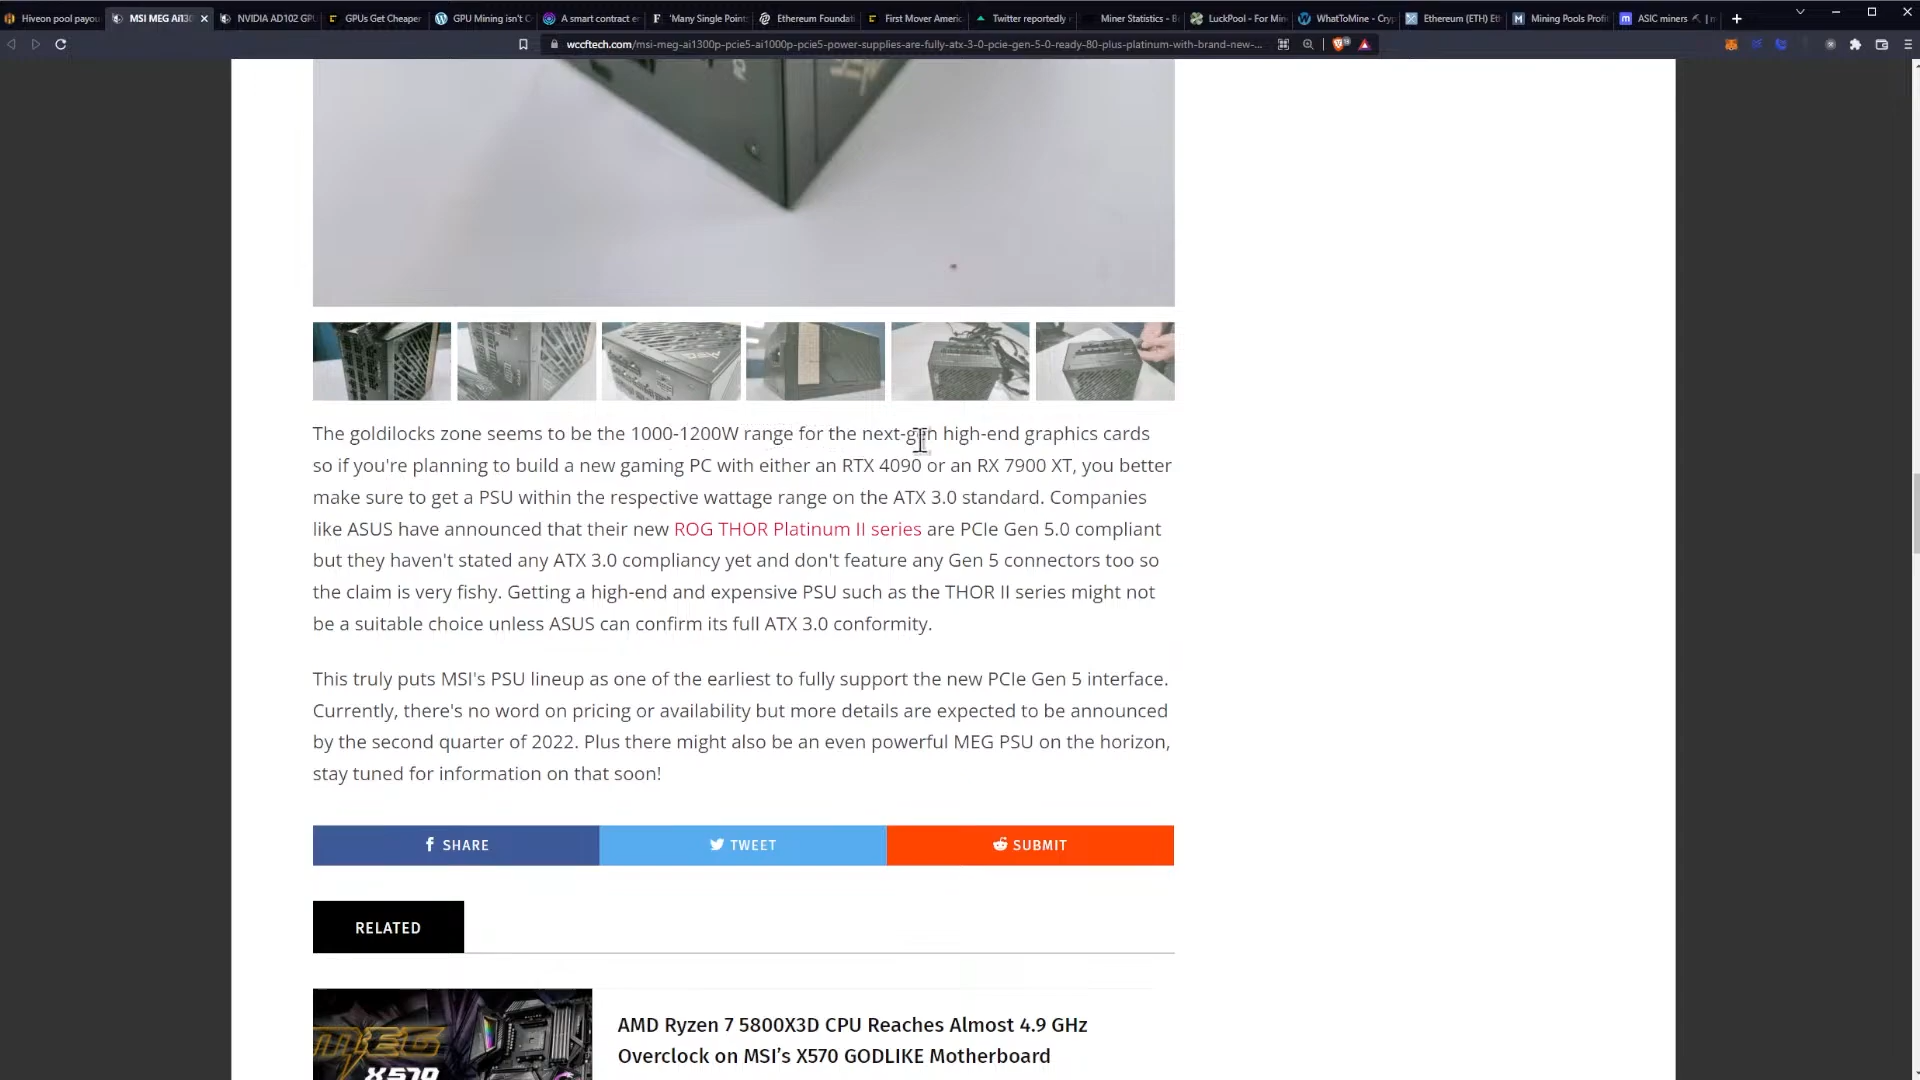 Hiveon pool payou
MSI MEG Ai13
NVIDIA AD102 GPU
GPUs Get Cheaper
GPU Mining isn't C
A smart contract e
'Many Single Point
Ethereum Foundati
First Mover Americ
Twitter reportedly
Miner Statistics - B
LuckPool - For Min
WhatToMine - Cryp
Ethereum (ETH) Et
Mining Pools Profi
ASIC miners
wccftech.com/msi-meg-ai1300p-pcie5-ai1000p-pcie5-power-supplies-are-fully-atx-3-0-pcie-gen-5-0-ready-80-plus-platinum-with-brand-new-...
The goldilocks zone seems to be the 1000-1200W range for the next-gen high-end graphics cards
so if you're planning to build a new gaming PC with either an RTX 4090 or an RX 7900 XT, you better
make sure to get a PSU within the respective wattage range on the ATX 3.0 standard. Companies
like ASUS have announced that their new ROG THOR Platinum II series are PCIe Gen 5.0 compliant
but they haven't stated any ATX 3.0 compliancy yet and don't feature any Gen 5 connectors too so
the claim is very fishy. Getting a high-end and expensive PSU such as the THOR II series might not
be a suitable choice unless ASUS can confirm its full ATX 3.0 conformity.
This truly puts MSI's PSU lineup as one of the earliest to fully support the new PCIe Gen 5 interface.
Currently, there's no word on pricing or availability but more details are expected to be announced
by the second quarter of 2022. Plus there might also be an even powerful MEG PSU on the horizon,
stay tuned for information on that soon!
SHARE
TWEET
SUBMIT
RELATED
MEG
X570
AMD Ryzen 7 5800X3D CPU Reaches Almost 4.9 GHz
Overclock on MSI’s X570 GODLIKE Motherboard